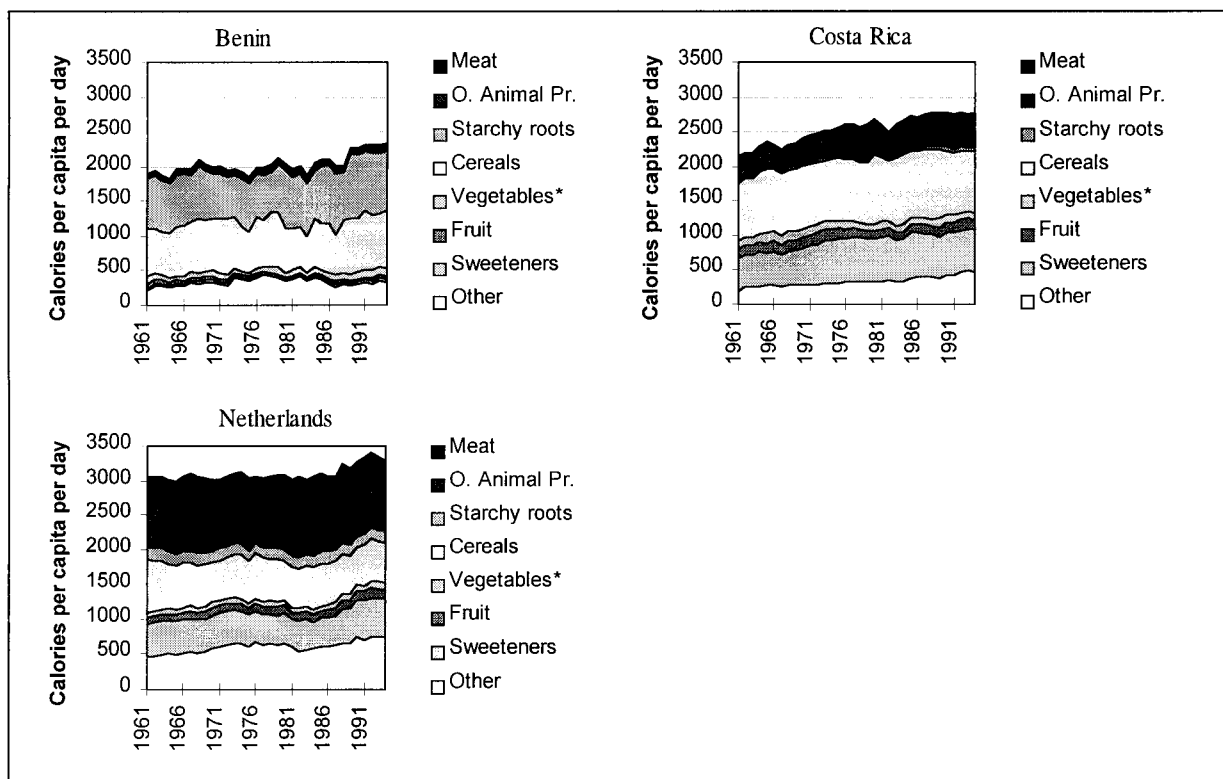 Benin
Calories per capita per day
3500
3000
2500
2000
1500
1000
500
0
1961
1966
1971
1976
1981
1986
1991
Meat
O. Animal Pr.
Starchy roots
Cereals
Vegetables*
Fruit
Sweeteners
Other
Costa Rica
Calories per capita per day
3500
3000
2500
2000
1500
1000
500
0
1961
1966
1971
1976
1981
1986
1991
Meat
O. Animal Pr.
Starchy roots
Cereals
Vegetables*
Fruit
Sweeteners
Other
Netherlands
Calories per capita per day
3500
3000
2500
2000
1500
1000
500
0
1961
1966
1971
1976
1981
1986
1991
Meat
O. Animal Pr.
Starchy roots
Cereals
Vegetables*
Fruit
Sweeteners
Other